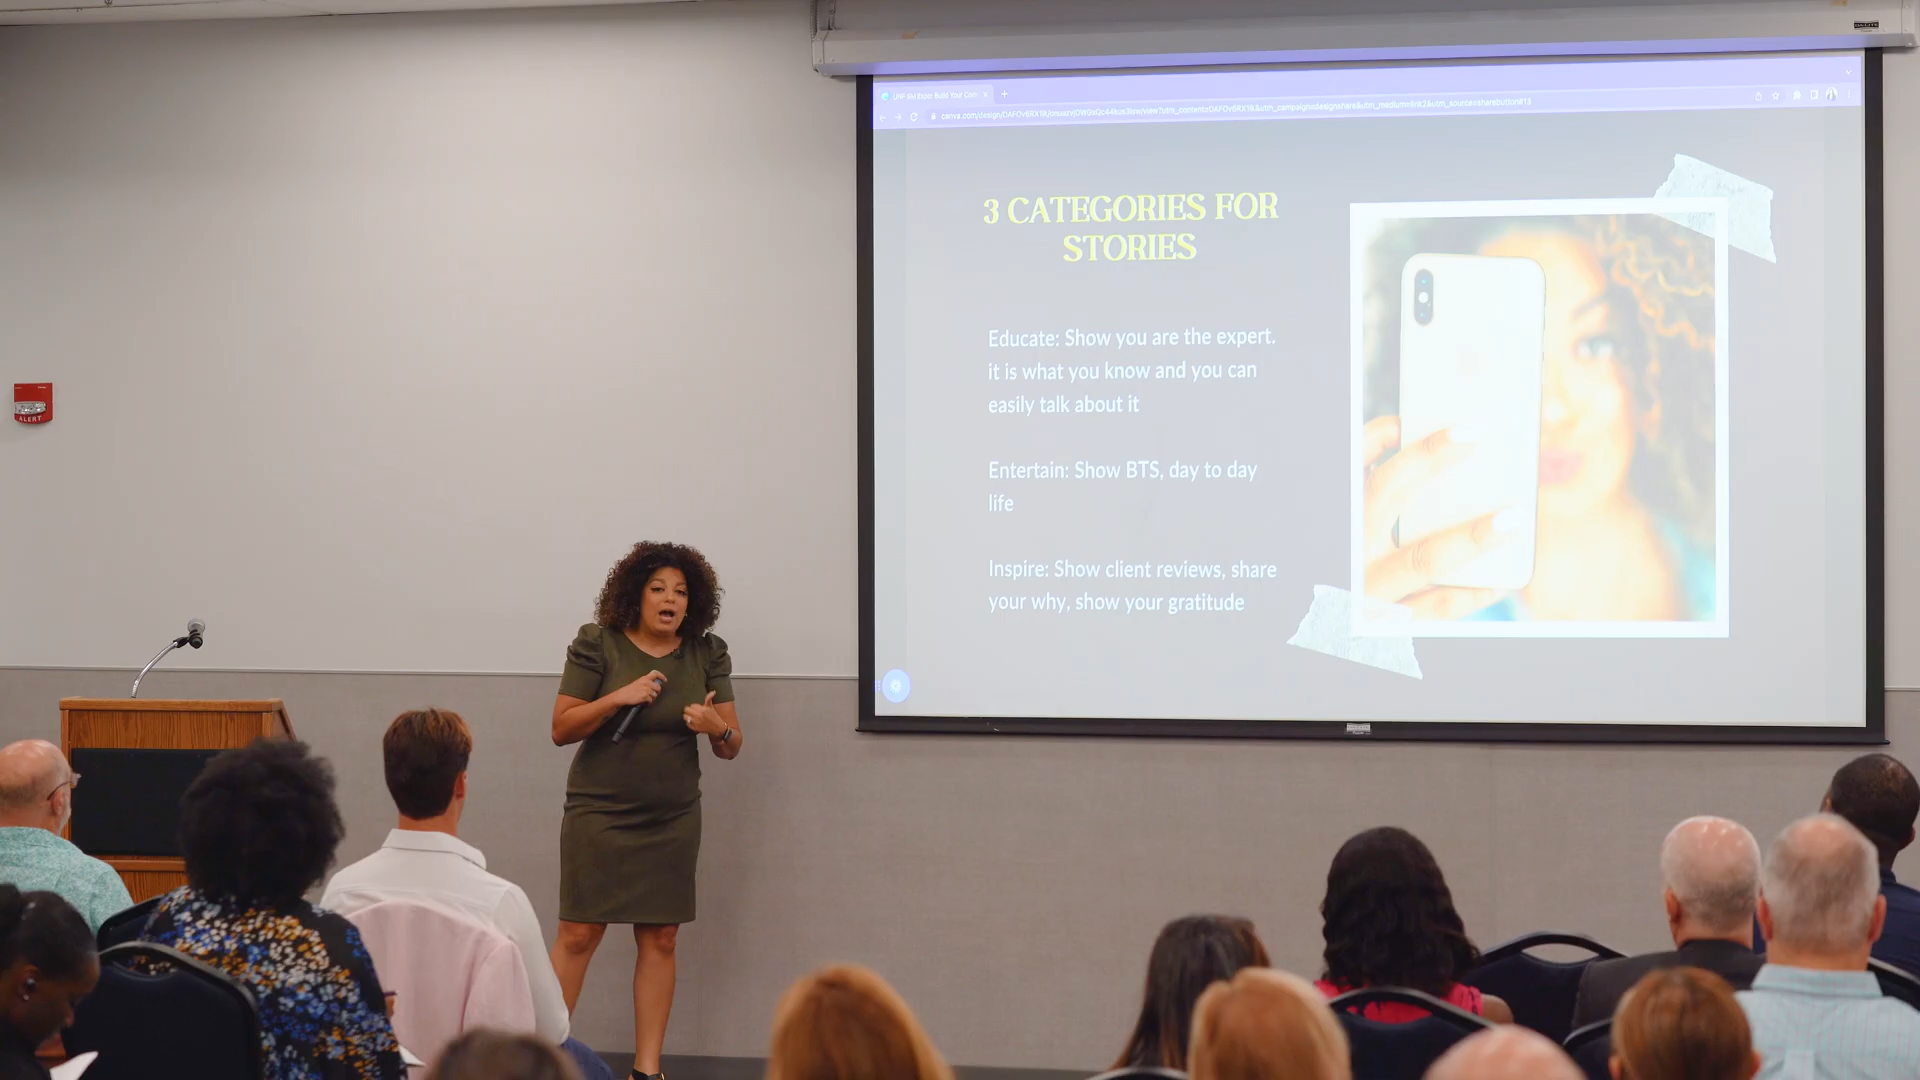 3 CATEGORIES FOR
STORIES
Educate: Show you are the expert.
it is what you know and you can
easily talk about it
Entertain: Show BTS, day to day
life
Inspire: Show client reviews, share
your why, show your gratitude
ALERT